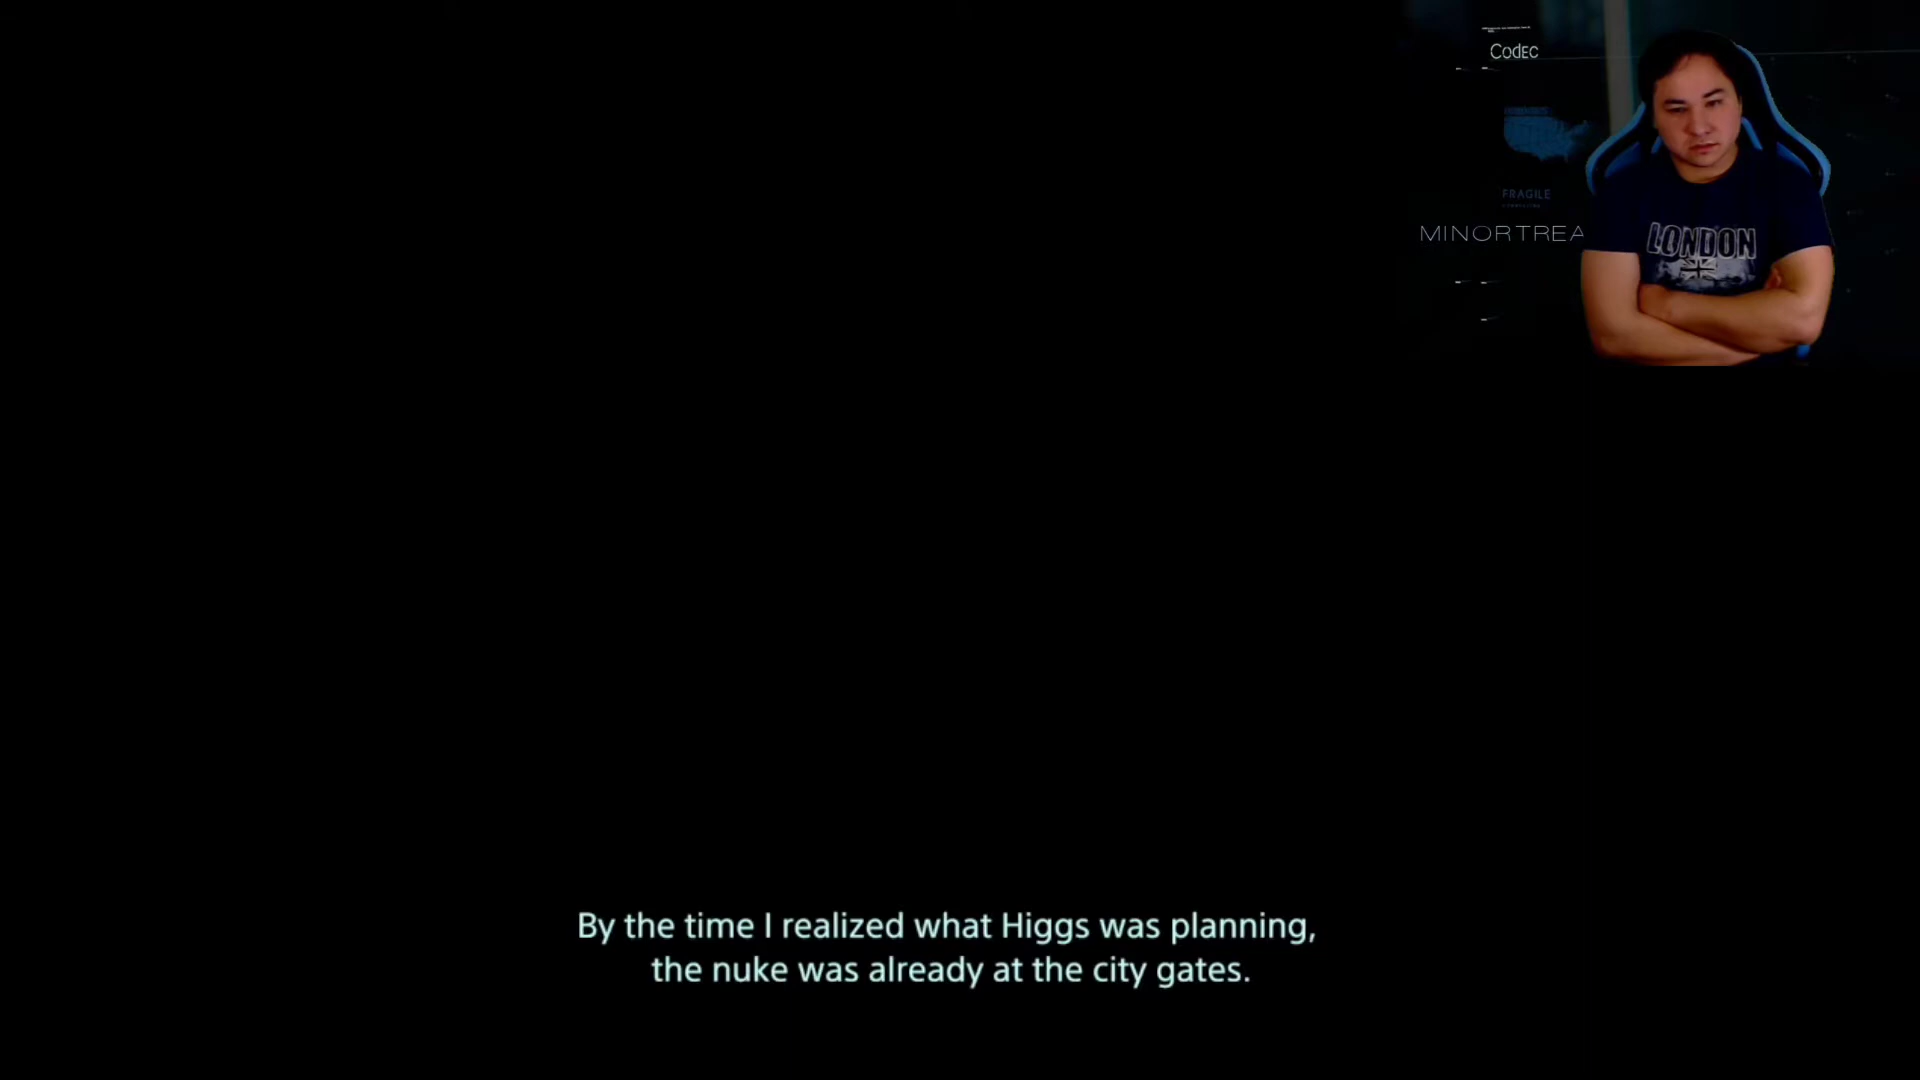 CodEC
FRAGILE
MINORTREA
LONDON
By the time I realized what Higgs was planning,
the nuke was already at the city gates.